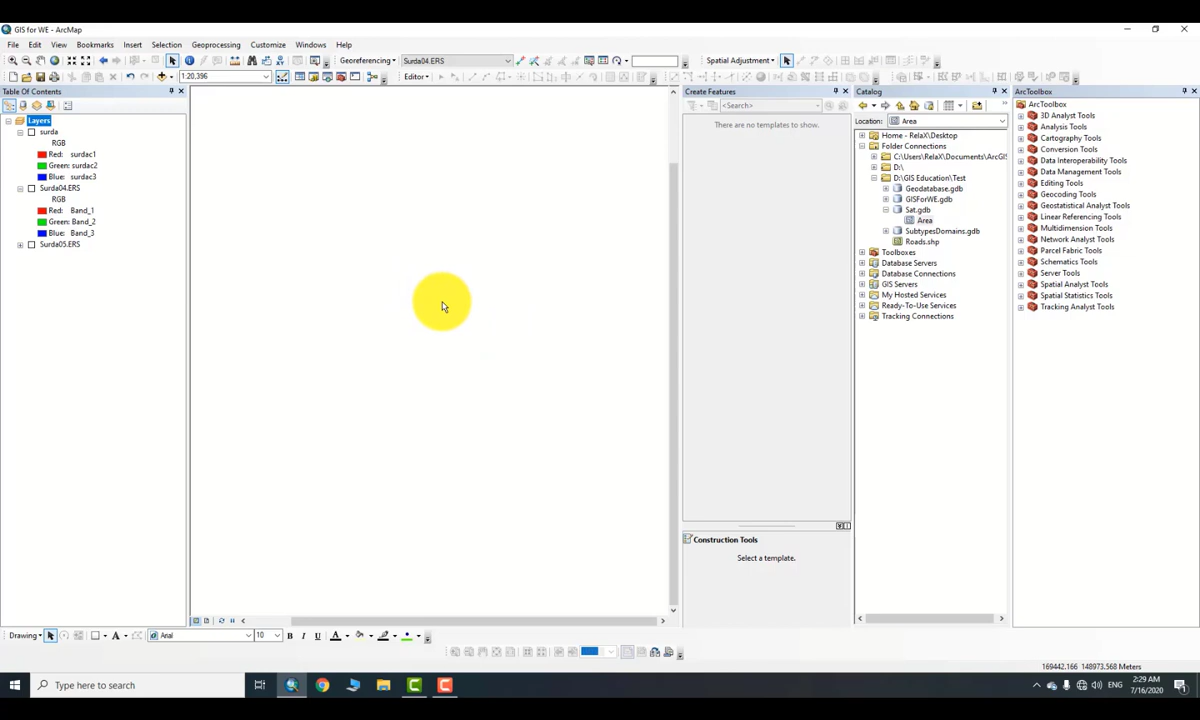 GIS for WE - ArcMap
File Edit View Bookmarks Insert Selection Geoprocessing Customize Windows Help
Georeferencing Surda04.ERS Spatial Adjustment
1:20,396 Editor
Table Of Contents
Layers
surda
RGB
Red: surdac1
Green: surdac2
Blue: surdac3
Surda04.ERS
RGB
Red: Band_1
Green: Band_2
Blue: Band_3
Surda05.ERS
Create Features
<Search>
There are no templates to show.
Construction Tools
Select a template.
Catalog
Location: Area
Home - RelaX\Desktop
Folder Connections
C:\Users\RelaX\Documents\ArcGIS
D:\
D:\GIS Education\Test
Geodatabase.gdb
GISForWE.gdb
Sat.gdb
Area
SubtypesDomains.gdb
Roads.shp
Toolboxes
Database Servers
Database Connections
GIS Servers
My Hosted Services
Ready-To-Use Services
Tracking Connections
ArcToolbox
ArcToolbox
3D Analyst Tools
Analysis Tools
Cartography Tools
Conversion Tools
Data Interoperability Tools
Data Management Tools
Editing Tools
Geocoding Tools
Geostatistical Analyst Tools
Linear Referencing Tools
Multidimension Tools
Network Analyst Tools
Parcel Fabric Tools
Schematics Tools
Server Tools
Spatial Analyst Tools
Spatial Statistics Tools
Tracking Analyst Tools
Drawing A Arial 10 B I U A
169442.166 148973.568 Meters
Type here to search
ENG
2:29 AM
7/16/2020